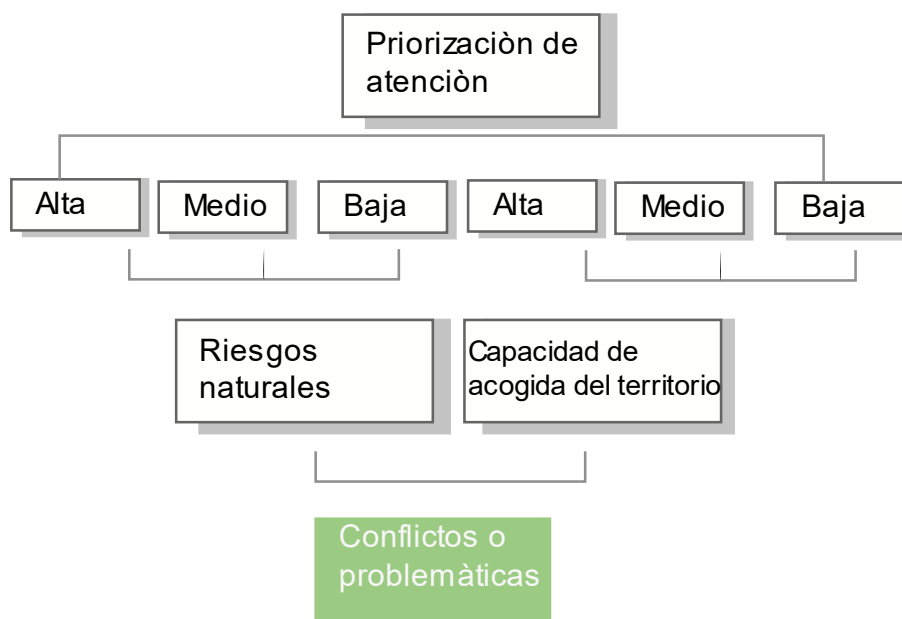 Priorizaciòn de
atenciòn
Alta
Medio
Baja
Alta
Medio
Baja
Riesgos
naturales
Capacidad de
acogida del territorio
Conflictos o
problemàticas